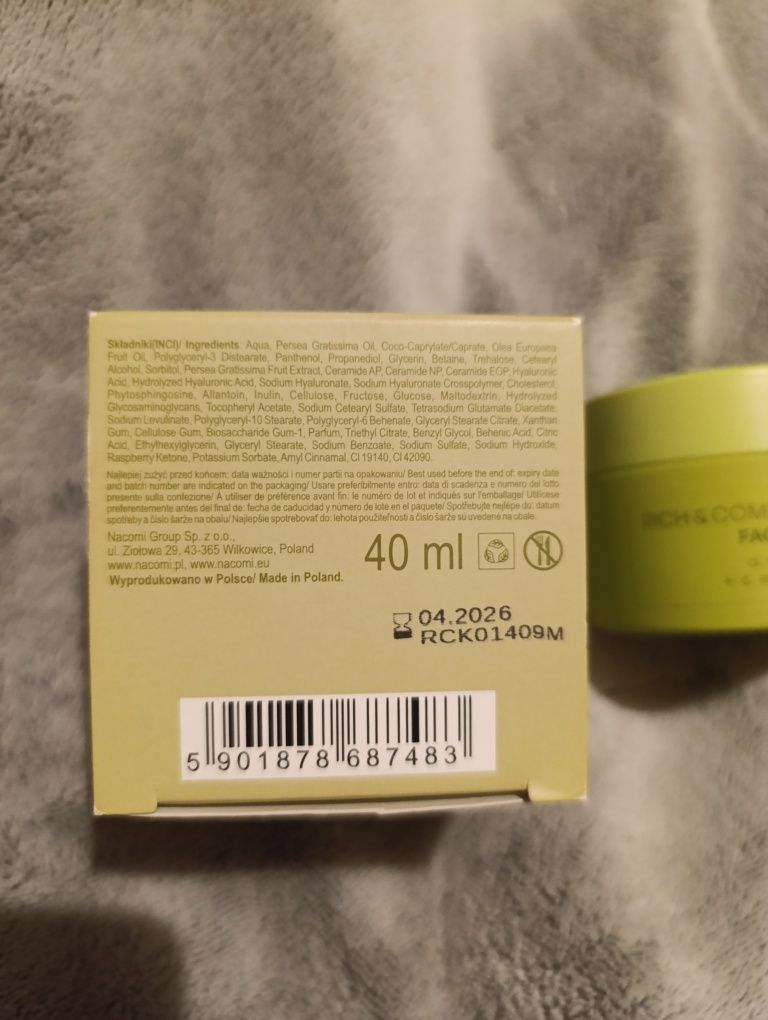 Składniki(INCI)/ Ingredients: Aqua, Persea Gratissima Oil, Coco-Caprylate/Caprate, Olea Europaea
Fruit Oil, Polyglyceryl-3 Distearate, Panthenol, Propanediol, Glycerin, Betaine, Trehalose, Cetearyl
Alcohol, Sorbitol, Persea Gratissima Fruit Extract, Ceramide AP, Ceramide NP, Ceramide EOP, Hyaluronic
Acid, Hydrolyzed Hyaluronic Acid, Sodium Hyaluronate, Sodium Hyaluronate Crosspolymer, Cholesterol,
Phytosphingosine, Allantoin, Inulin, Cellulose, Fructose, Glucose, Maltodextrin, Hydrolyzed
Glycosaminoglycans, Tocopheryl Acetate, Sodium Cetearyl Sulfate, Tetrasodium Glutamate Diacetate,
Sodium Levulinate, Polyglyceryl-10 Stearate, Polyglyceryl-6 Behenate, Glyceryl Stearate Citrate, Xanthan
Gum, Cellulose Gum, Biosaccharide Gum-1, Parfum, Triethyl Citrate, Benzyl Glycol, Behenic Acid, Citric
Acid, Ethylhexyglycerin, Glyceryl Stearate, Sodium Benzoate, Sodium Sulfate, Sodium Hydroxide,
Raspberry Ketone, Potassium Sorbate, Amyl Cinnamal, CI 19140, CI 42090.
Najlepiej zużyć przed końcem: data ważności i numer partii na opakowaniu/ Best used before the end of: expiry date
and batch number are indicated on the packaging/ Usare preferibilmente entro: data di scadenza e numero del lotto
presente sulla confezione/ À utiliser de préférence avant fin: le numéro de lot et indiqués sur l'emballage/ Utilícese
preferentemente antes del final de: fecha de caducidad y número de lote en el paquete/ Spotřebujte nejlépe do: datum
spotřeby a číslo šarže na obalu/ Najlepšie spotrebovať do: lehota použiteľnosti a číslo šarže sú uvedené na obale.
Nacomi Group Sp. z o.o.,
ul. Ziołowa 29, 43-365 Wilkowice, Poland
www.nacomi.pl, www.nacomi.eu
Wyprodukowano w Polsce/ Made in Poland.
40 ml
04.2026
RCK01409M
5 901878 687483
RICH & COM
FAC